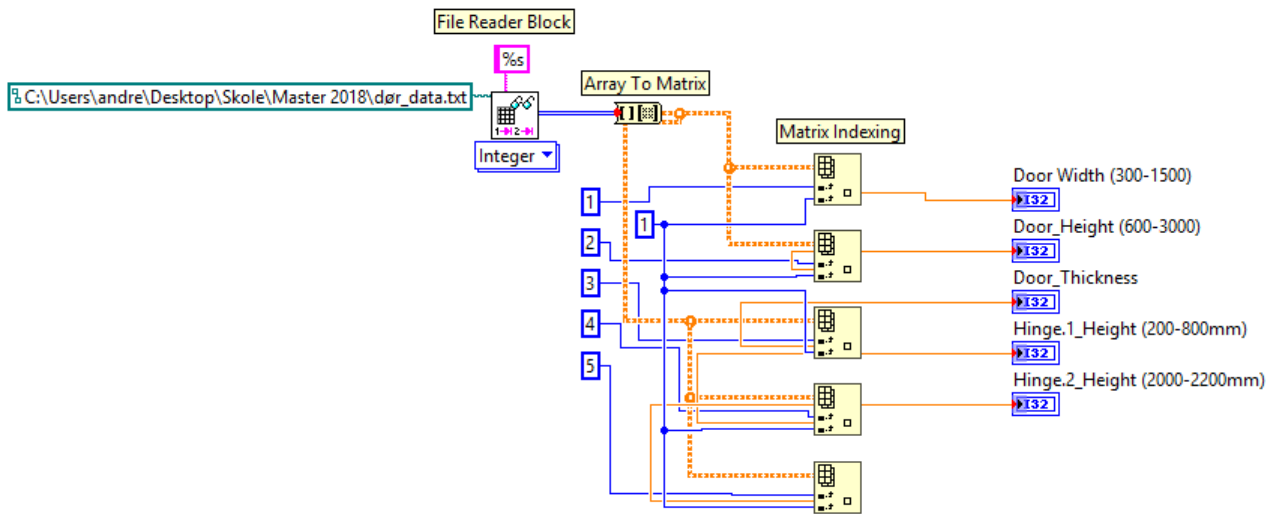 File Reader Block
%s
C:\Users\andre\Desktop\Skole\Master 2018\dør_data.txt
Array To Matrix
1 2
Integer
Matrix Indexing
Door Width (300-1500)
1
I32
1
Door_Height (600-3000)
2
I32
Door_Thickness
3
I32
4
Hinge.1_Height (200-800mm)
I32
5
Hinge.2_Height (2000-2200mm)
I32